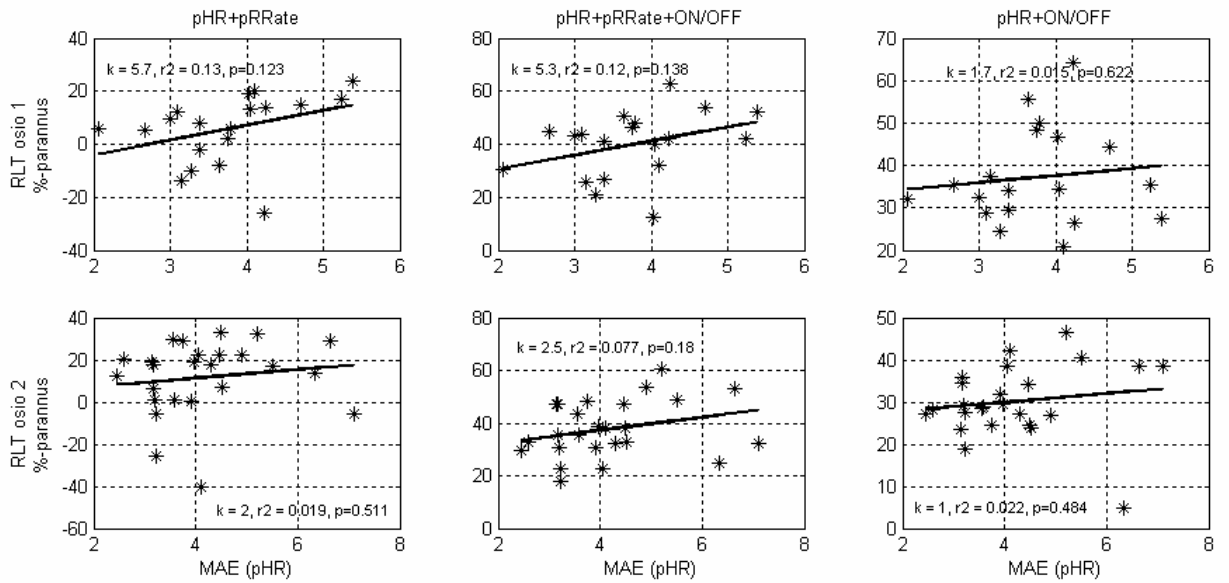 pHR+pRRate
pHR+pRRate+ON/OFF
pHR+ON/OFF
RLT osio 1
%-parannus
40
20
0
-20
-40
k = 5.7, r2 = 0.13, p=0.123
2 3 4 5 6
80
60
40
20
0
k = 5.3, r2 = 0.12, p=0.138
2 3 4 5 6
70
60
50
40
30
20
k = 1.7, r2 = 0.015, p=0.622
2 3 4 5 6
RLT osio 2
%-parannus
40
20
0
-20
-40
-60
k = 2, r2 = 0.019, p=0.511
2 4 6 8
MAE (pHR)
80
60
40
20
0
k = 2.5, r2 = 0.077, p=0.18
2 4 6 8
MAE (pHR)
50
40
30
20
10
0
k = 1, r2 = 0.022, p=0.484
2 4 6 8
MAE (pHR)